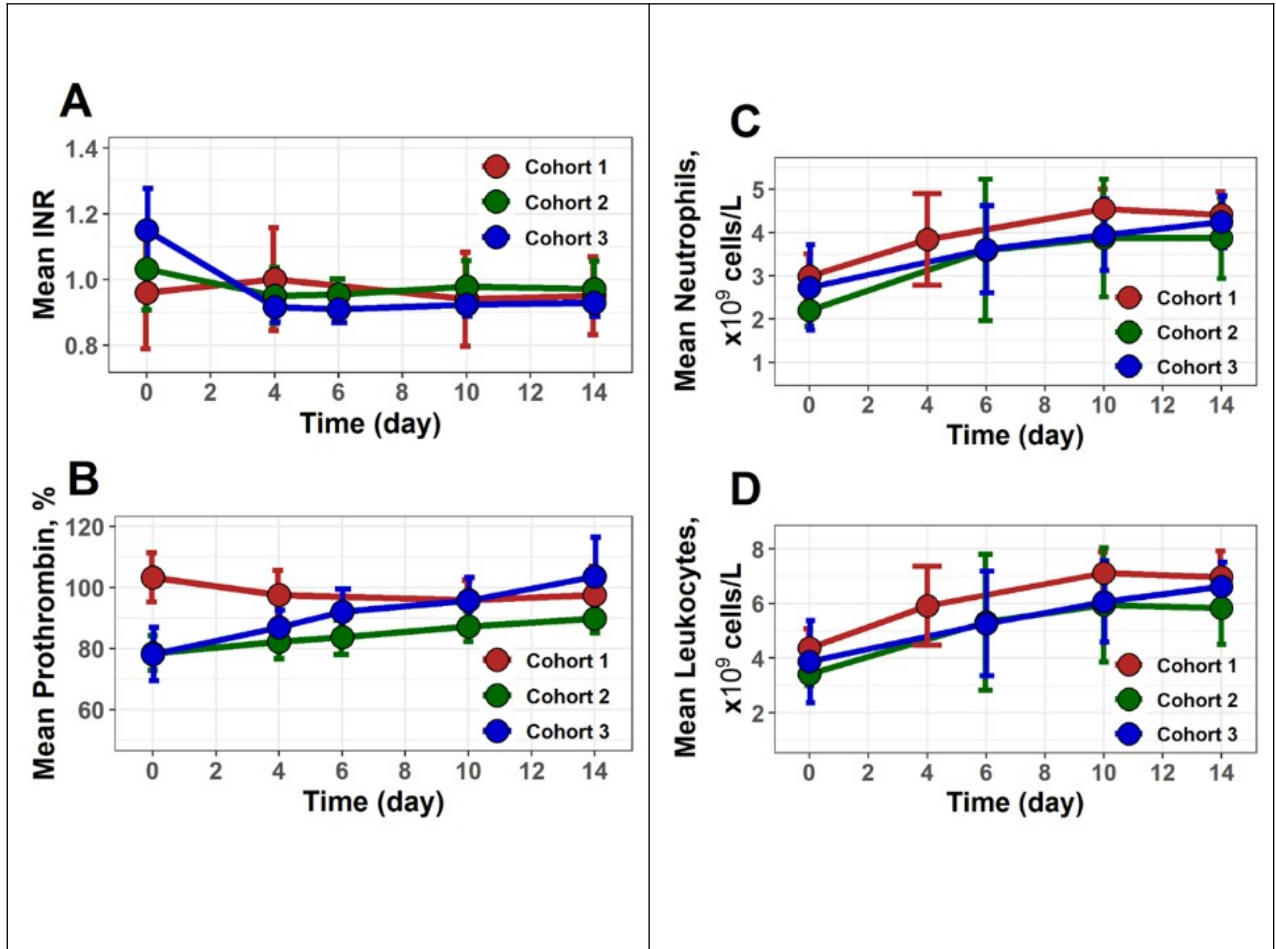 A
Mean INR
1.4
1.2
1.0
0.8
Cohort 1
Cohort 2
Cohort 3
0 2 4 6 8 10 12 14
Time (day)
B
Mean Prothrombin, %
120
100
80
60
Cohort 1
Cohort 2
Cohort 3
0 2 4 6 8 10 12 14
Time (day)
C
Mean Neutrophils,
x10⁹ cells/L
5
4
3
2
1
Cohort 1
Cohort 2
Cohort 3
0 2 4 6 8 10 12 14
Time (day)
D
Mean Leukocytes,
x10⁹ cells/L
8
6
4
2
Cohort 1
Cohort 2
Cohort 3
0 2 4 6 8 10 12 14
Time (day)